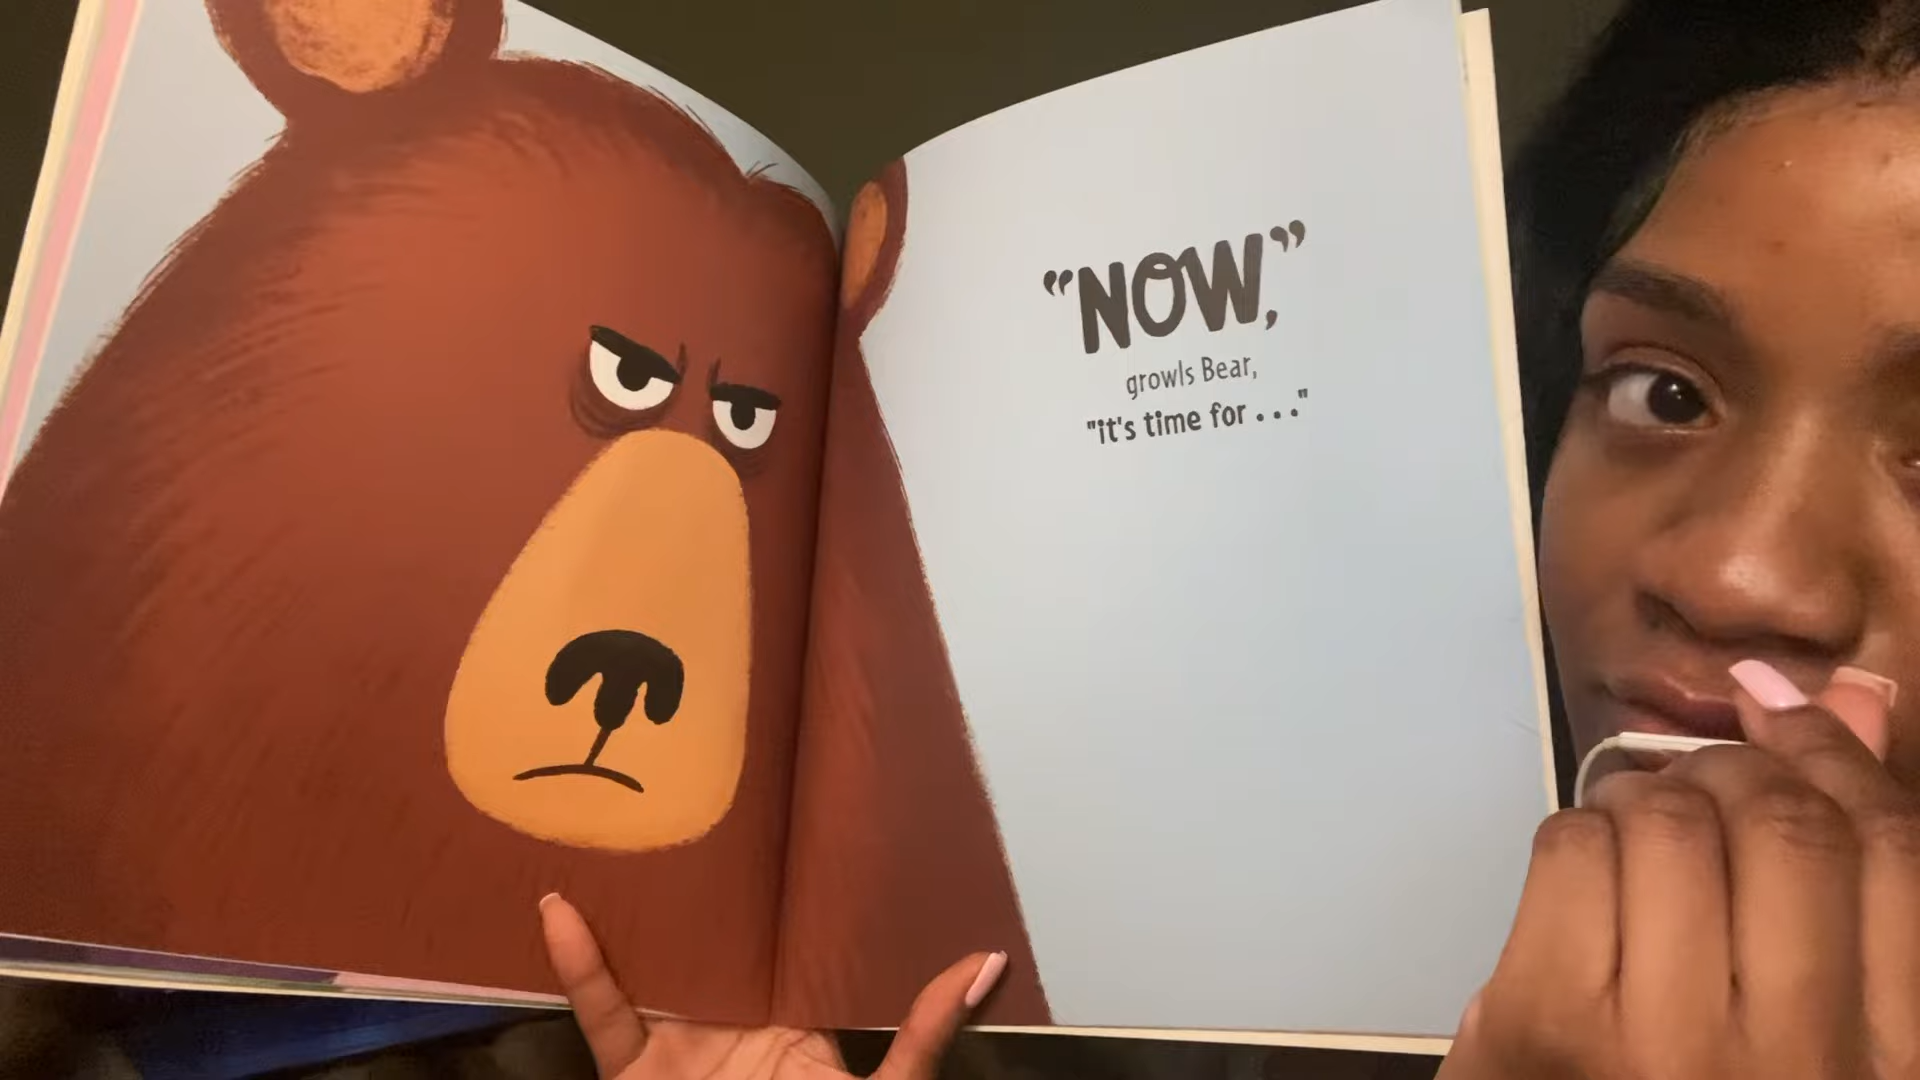 “NOW,”
growls Bear,
"it's time for . . ."